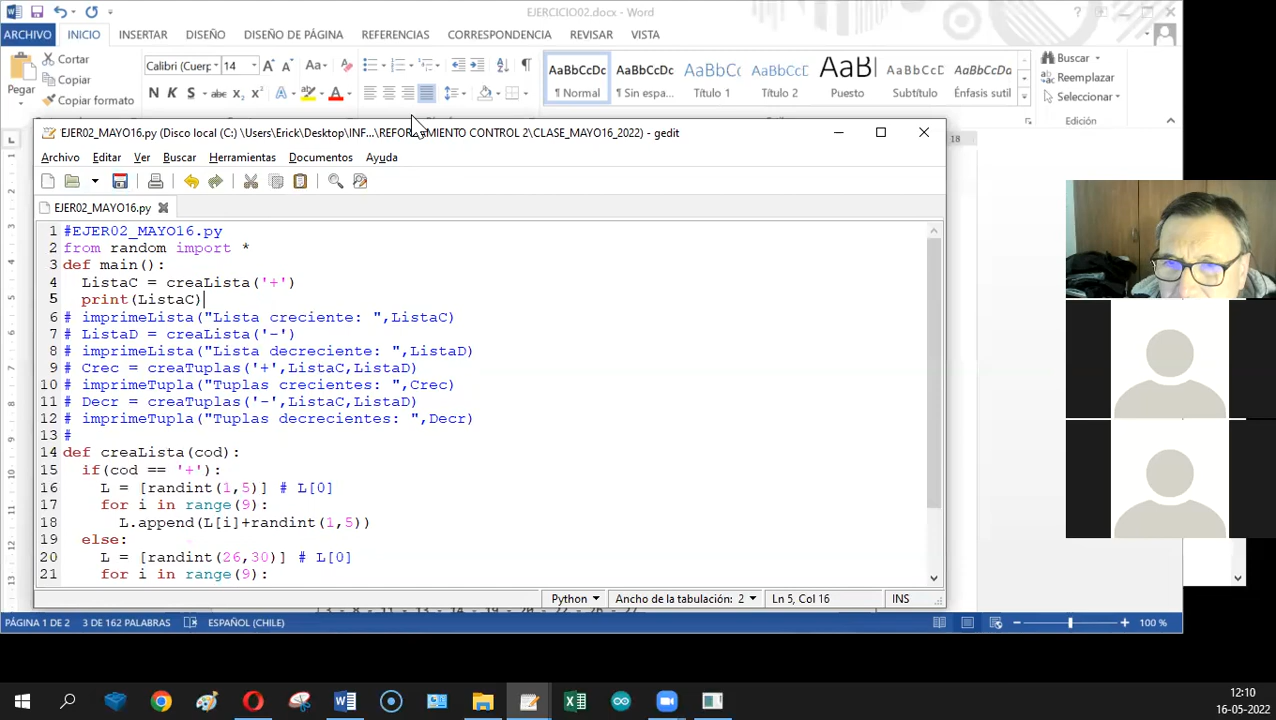 EJERCICIO02.docx - Word
ARCHIVO INICIO INSERTAR DISEÑO DISEÑO DE PÁGINA REFERENCIAS CORRESPONDENCIA REVISAR VISTA
Pegar
Cortar
Copiar
Copiar formato
Calibri (Cuerp 14
N K S abc x₂ x²
AaBbCcDc AaBbCcDc AaBbCcD AaBbCcD AaB AaBbCcD AaBbCcDc
¶ Normal ¶ Sin espa... Título 1 Título 2 Puesto Subtítulo Énfasis sutil
Buscar
Reemplazar
Seleccionar
Edición
18
EJER02_MAYO16.py (Disco local (C:) \Users\Erick\Desktop\INF...\REFORZAMIENTO CONTROL 2\CLASE_MAYO16_2022) - gedit
Archivo Editar Ver Buscar Herramientas Documentos Ayuda
EJER02_MAYO16.py
1 #EJER02_MAYO16.py
2 from random import *
3 def main():
4 ListaC = creaLista('+')
5 print(ListaC)
6 # imprimeLista("Lista creciente: ",ListaC)
7 # ListaD = creaLista('-')
8 # imprimeLista("Lista decreciente: ",ListaD)
9 # Crec = creaTuplas('+',ListaC,ListaD)
10 # imprimeTupla("Tuplas crecientes: ",Crec)
11 # Decr = creaTuplas('-',ListaC,ListaD)
12 # imprimeTupla("Tuplas decrecientes: ",Decr)
13 #
14 def creaLista(cod):
15 if(cod == '+'):
16 L = [randint(1,5)] # L[0]
17 for i in range(9):
18 L.append(L[i]+randint(1,5))
19 else:
20 L = [randint(26,30)] # L[0]
21 for i in range(9):
Python Ancho de la tabulación: 2 Ln 5, Col 16 INS
PÁGINA 1 DE 2 3 DE 162 PALABRAS ESPAÑOL (CHILE) 100 %
12:10
16-05-2022